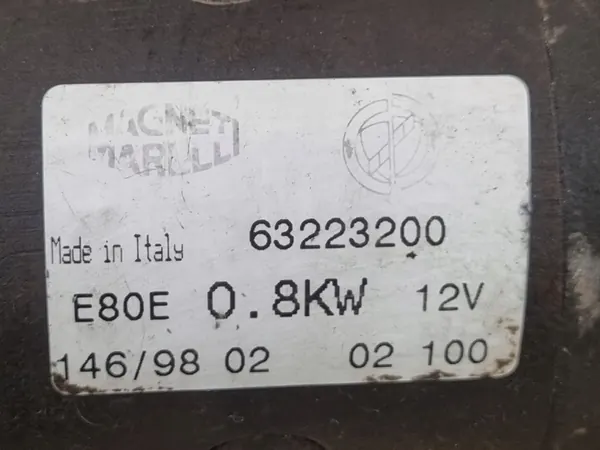 MAGNETI
MARELLI
Made in Italy 63223200
E80E 0.8KW 12V
146/98 02 02 100